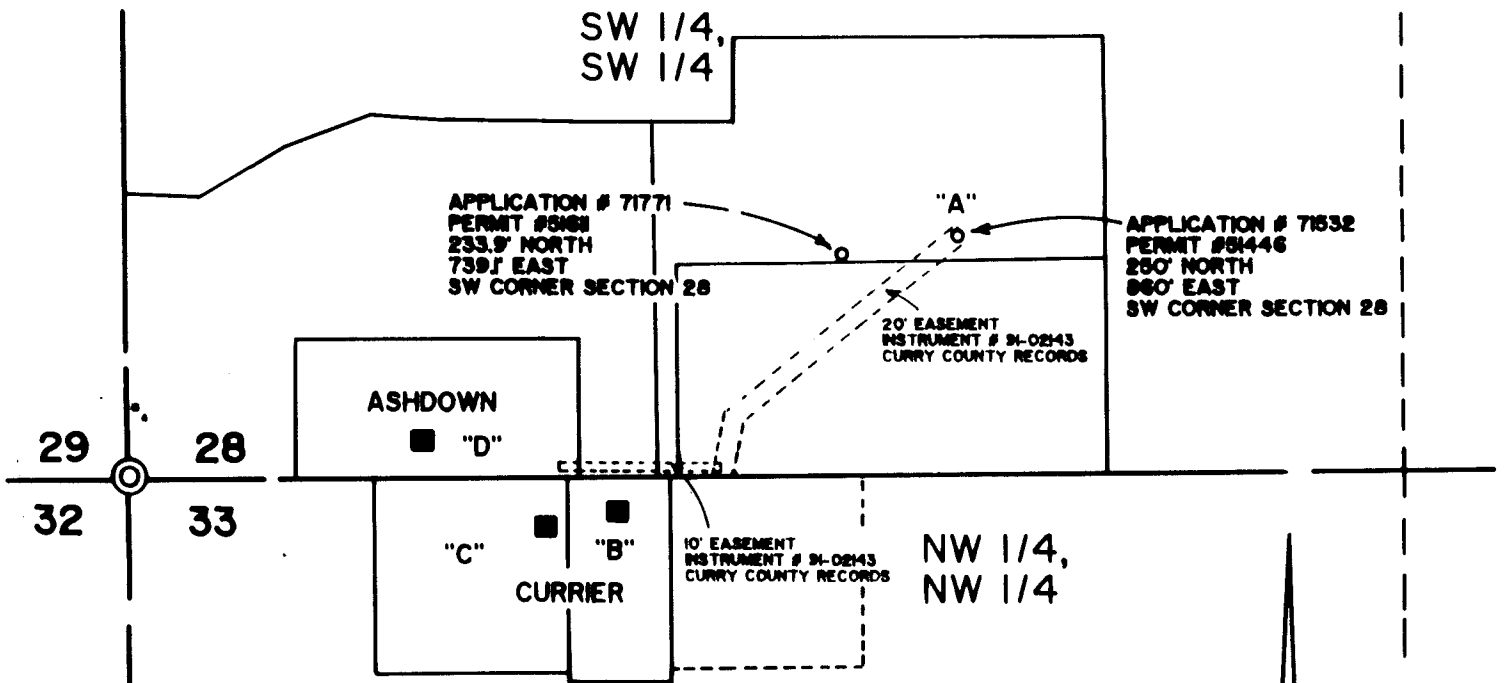 SW 1/4,
SW 1/4
APPLICATION # 71771
233.9' NORTH
739.1' EAST
SW CORNER SECTION 28
"A"
APPLICATION # 71532
PERMIT #51446
250' NORTH
860' EAST
SW CORNER SECTION 28
20' EASEMENT
INSTRUMENT # 91-02143
CURRY COUNTY RECORDS
ASHDOWN
"D"
29
28
32
33
"C"
"B"
CURRIER
10' EASEMENT
INSTRUMENT # 91-02143
CURRY COUNTY RECORDS
NW 1/4,
NW 1/4